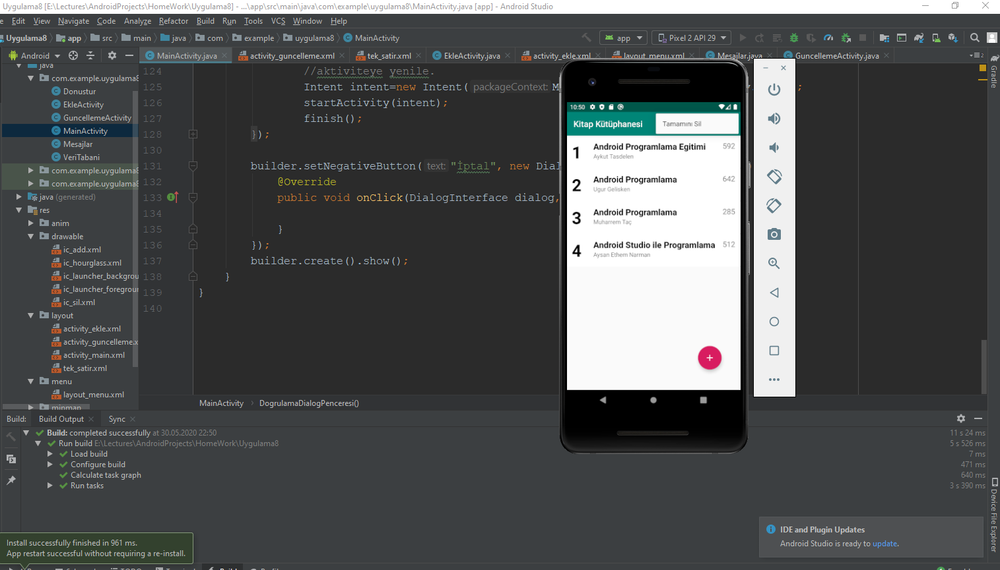 Uygulama8 [E:\Lectures\AndroidProjects\HomeWork\Uygulama8] - ...\app\src\main\java\com\example\uygulama8\MainActivity.java [app] - Android Studio
Edit View Navigate Code Analyze Refactor Build Run Tools VCS Window Help
Uygulama8 app src main java com example uygulama8 MainActivity
app Pixel 2 API 29
Android
MainActivity.java activity_guncelleme.xml tek_satir.xml EkleActivity.java activity_ekle.xml layout_menu.xml Mesajlar.java GuncellemeActivity.java
2
java
com.example.uygulama8
Donustur
EkleActivity
GuncellemeActivity
MainActivity
Mesajlar
VeriTabani
com.example.uygulama8
com.example.uygulama8
java (generated)
res
anim
drawable
ic_add.xml
ic_hourglass.xml
ic_launcher_backgrou
ic_launcher_foregroun
ic_sil.xml
layout
activity_ekle.xml
activity_guncelleme.x
activity_main.xml
tek_satir.xml
menu
layout_menu.xml
mipmap
124 //aktiviteye yenile.
125 Intent intent=new Intent( packageContext: M ;
126 startActivity(intent);
127 finish();
128 });
130
131 builder.setNegativeButton( text: "İptal", new Dial
132 @Override
133 public void onClick(DialogInterface dialog,
134
135 }
136 });
137 builder.create().show();
138 }
139 }
140
MainActivity DogrulamaDialogPenceresi()
10:50
Kitap Kütüphanesi Tamamını Sil
1 Android Programlama Egitimi 592
Aykut Tasdelen
2 Android Programlama 642
Ugur Gelisken
3 Android Programlama 285
Muharrem Taç
4 Android Studio ile Programlama 512
Aysan Ethem Narman
+
Gradle
Device File Explorer
Build: Build Output Sync
Build: completed successfully at 30.05.2020 22:50 11 s 24 ms
Run build E:\Lectures\AndroidProjects\HomeWork\Uygulama8 5 s 526 ms
Load build 7 ms
Configure build 471 ms
Calculate task graph 640 ms
Run tasks 3 s 390 ms
Install successfully finished in 961 ms.
App restart successful without requiring a re-install.
IDE and Plugin Updates
Android Studio is ready to update.